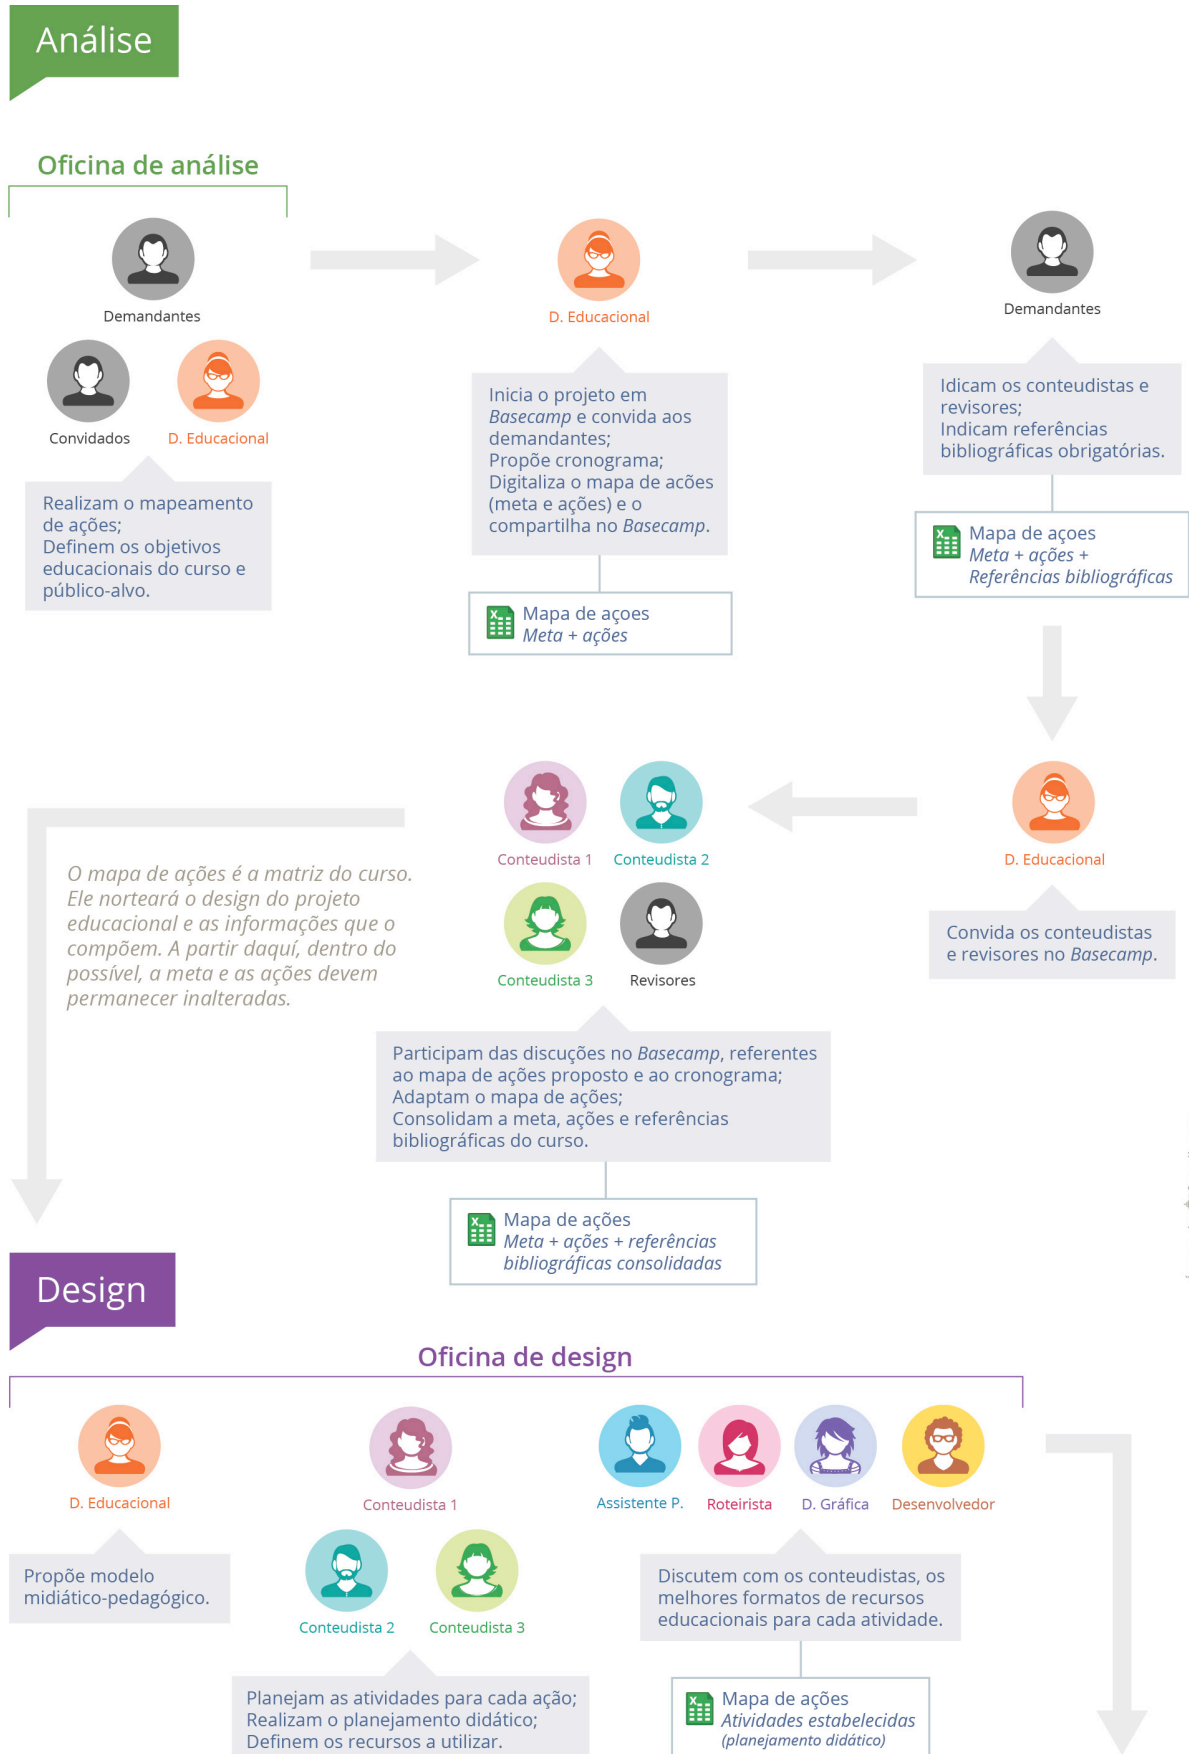 Análise
Oficina de análise
Demandantes
Convidados
D. Educacional
Realizam o mapeamento
de ações;
Definem os objetivos
educacionais do curso e
público-alvo.
D. Educacional
Inicia o projeto em
Basecamp e convida aos
demandantes;
Propõe cronograma;
Digitaliza o mapa de acões
(meta e ações) e o
compartilha no Basecamp.
Mapa de açoes
Meta + ações
Demandantes
Idicam os conteudistas e
revisores;
Indicam referências
bibliográficas obrigatórias.
Mapa de açoes
Meta + ações +
Referências bibliográficas
D. Educacional
Convida os conteudistas
e revisores no Basecamp.
Conteudista 1
Conteudista 2
Conteudista 3
Revisores
Participam das discuções no Basecamp, referentes
ao mapa de ações proposto e ao cronograma;
Adaptam o mapa de ações;
Consolidam a meta, ações e referências
bibliográficas do curso.
Mapa de ações
Meta + ações + referências
bibliográficas consolidadas
O mapa de ações é a matriz do curso.
Ele norteará o design do projeto
educacional e as informações que o
compõem. A partir daquí, dentro do
possível, a meta e as ações devem
permanecer inalteradas.
Design
Oficina de design
D. Educacional
Propõe modelo
midiático-pedagógico.
Conteudista 1
Conteudista 2
Conteudista 3
Planejam as atividades para cada ação;
Realizam o planejamento didático;
Definem os recursos a utilizar.
Assistente P.
Roteirista
D. Gráfica
Desenvolvedor
Discutem com os conteudistas, os
melhores formatos de recursos
educacionais para cada atividade.
Mapa de ações
Atividades estabelecidas
(planejamento didático)